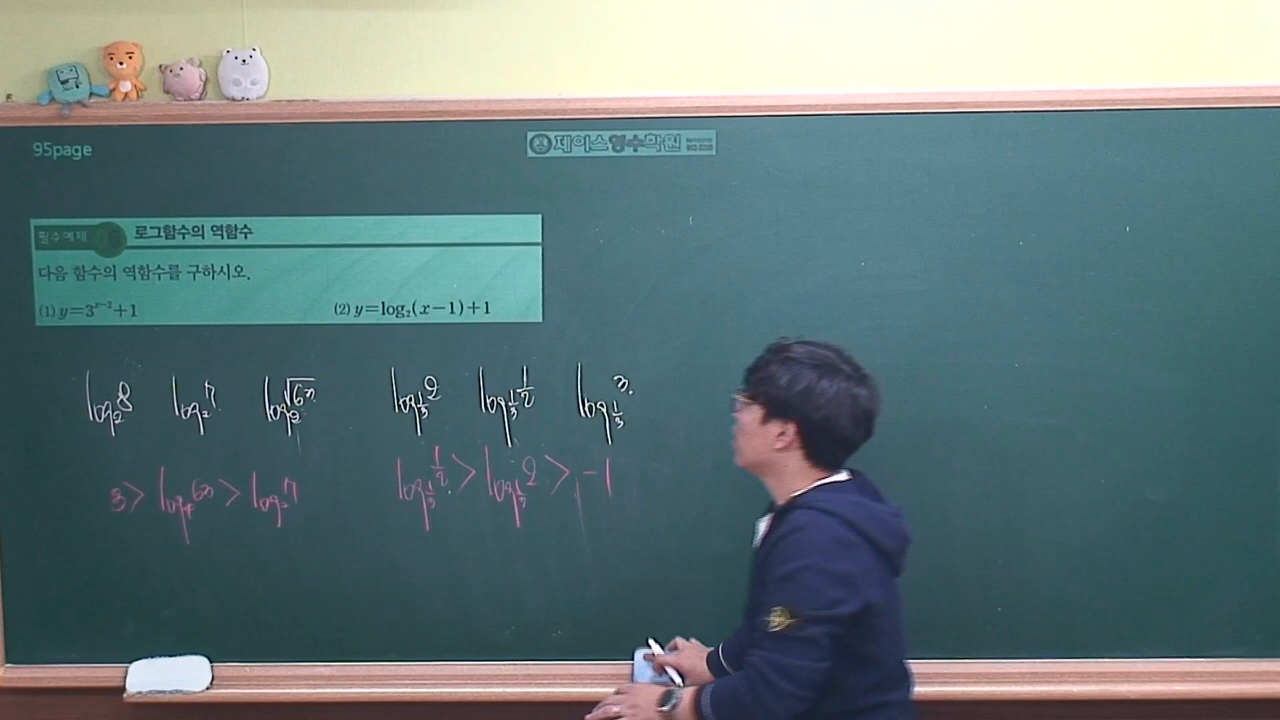 95page
제이스영수학원
필수예제 로그함수의 역함수
다음 함수의 역함수를 구하시오.
(1) y=3^{x-2}+1 (2) y=log₂(x-1)+1
log₂8 log₂7 log₂√65 log_{1/3}2 log_{1/3}1/2 log_{1/3}3
3 > log₄65 > log₂7 log_{1/3}1/2 > log_{1/3}2 > -1